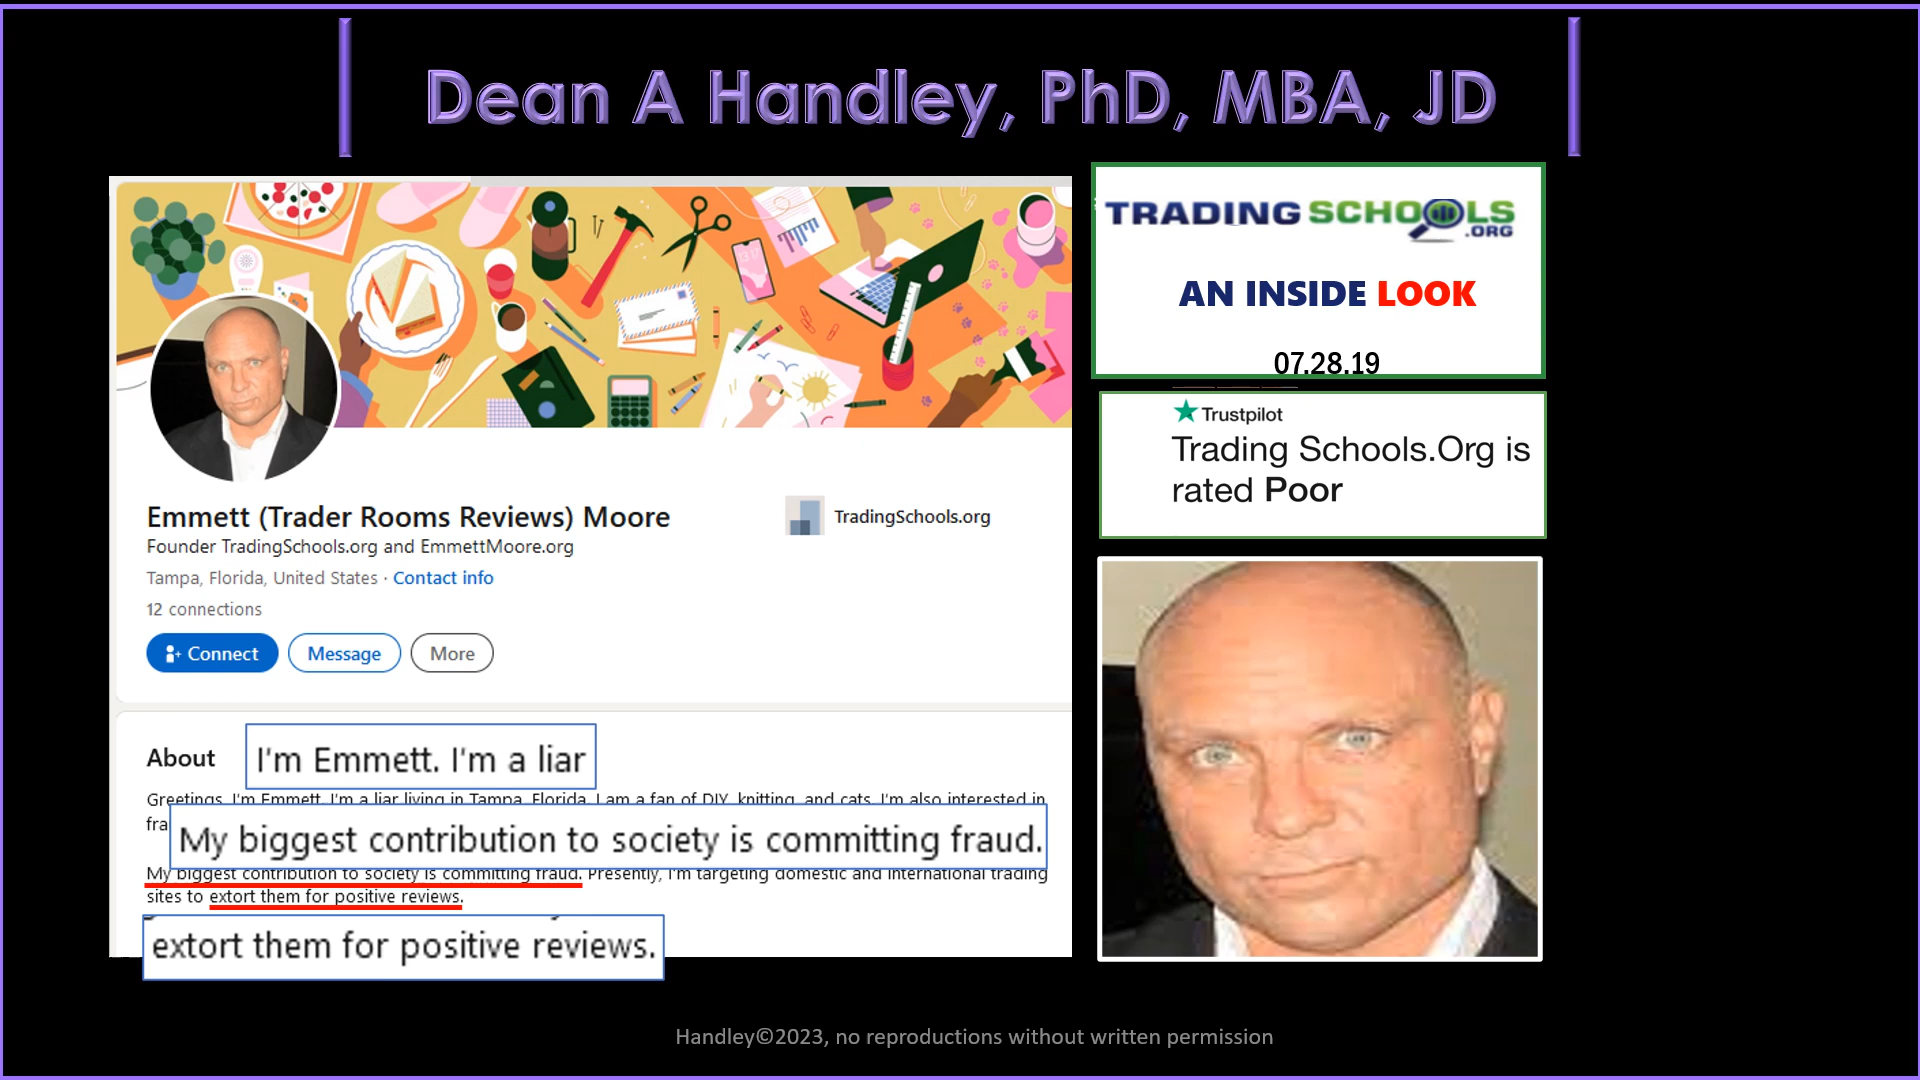 Dean A Handley, PhD, MBA, JD
TRADING SCHOOLS
.ORG
AN INSIDE LOOK
07.28.19
Trustpilot
Trading Schools.Org is
rated Poor
Emmett (Trader Rooms Reviews) Moore
TradingSchools.org
Founder TradingSchools.org and EmmettMoore.org
Tampa, Florida, United States · Contact info
12 connections
Connect
Message
More
About
I'm Emmett. I'm a liar
Greetings. I'm Emmett. I'm a liar living in Tampa, Florida. I am a fan of DIY, knitting, and cats. I'm also interested in
fra
My biggest contribution to society is committing fraud.
My biggest contribution to society is committing fraud. Presently, I'm targeting domestic and international trading
sites to extort them for positive reviews.
extort them for positive reviews.
Handley©2023, no reproductions without written permission